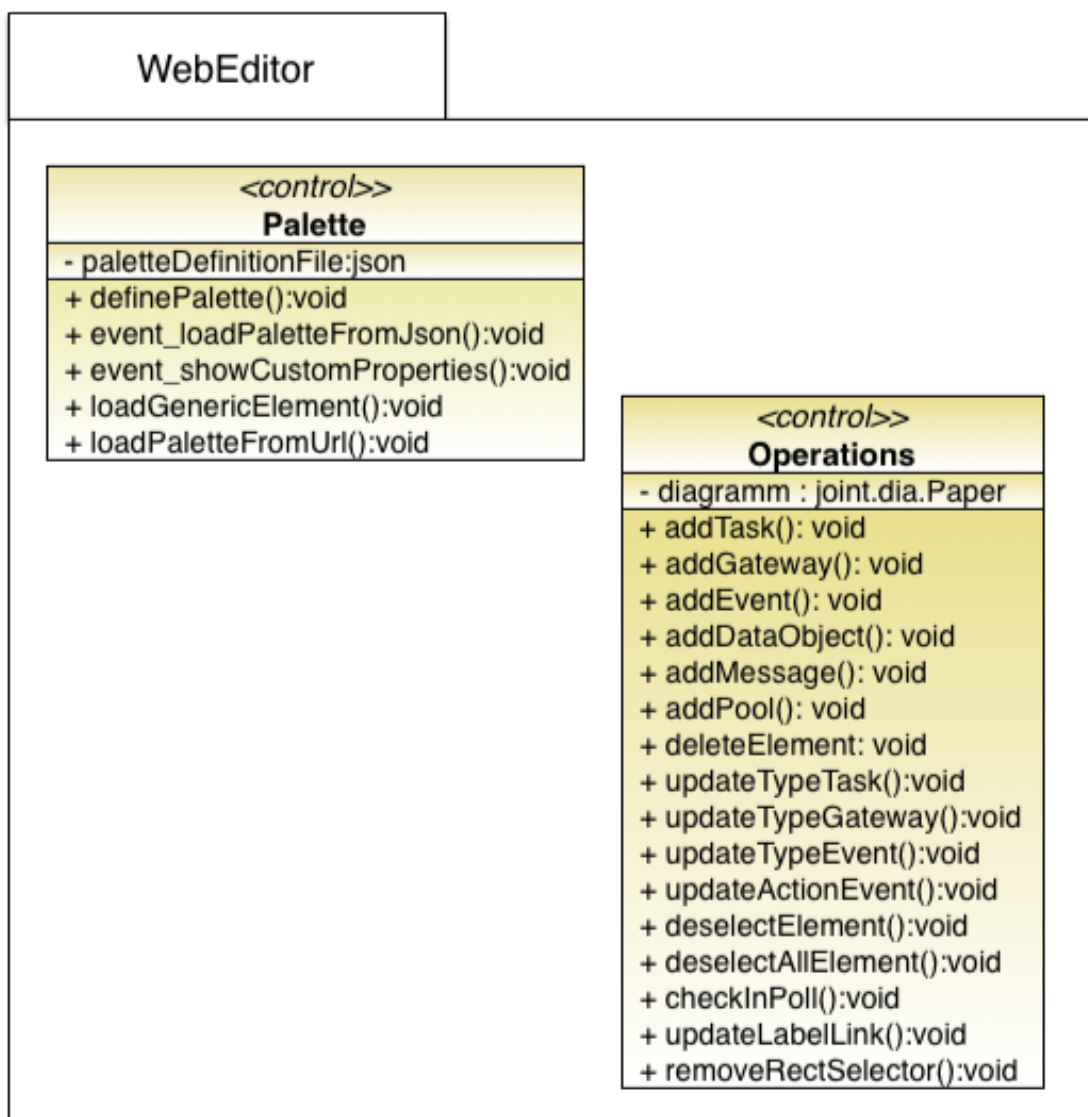 WebEditor
<control>>
Palette
- paletteDefinitionFile:json
+ definePalette():void
+ event_loadPaletteFromJson():void
+ event_showCustomProperties():void
+ loadGenericElement():void
+ loadPaletteFromUrl():void
<control>>
Operations
- diagramm : joint.dia.Paper
+ addTask(): void
+ addGateway(): void
+ addEvent(): void
+ addDataObject(): void
+ addMessage(): void
+ addPool(): void
+ deleteElement: void
+ updateTypeTask():void
+ updateTypeGateway():void
+ updateTypeEvent():void
+ updateActionEvent():void
+ deselectElement():void
+ deselectAllElement():void
+ checkInPoll():void
+ updateLabelLink():void
+ removeRectSelector():void